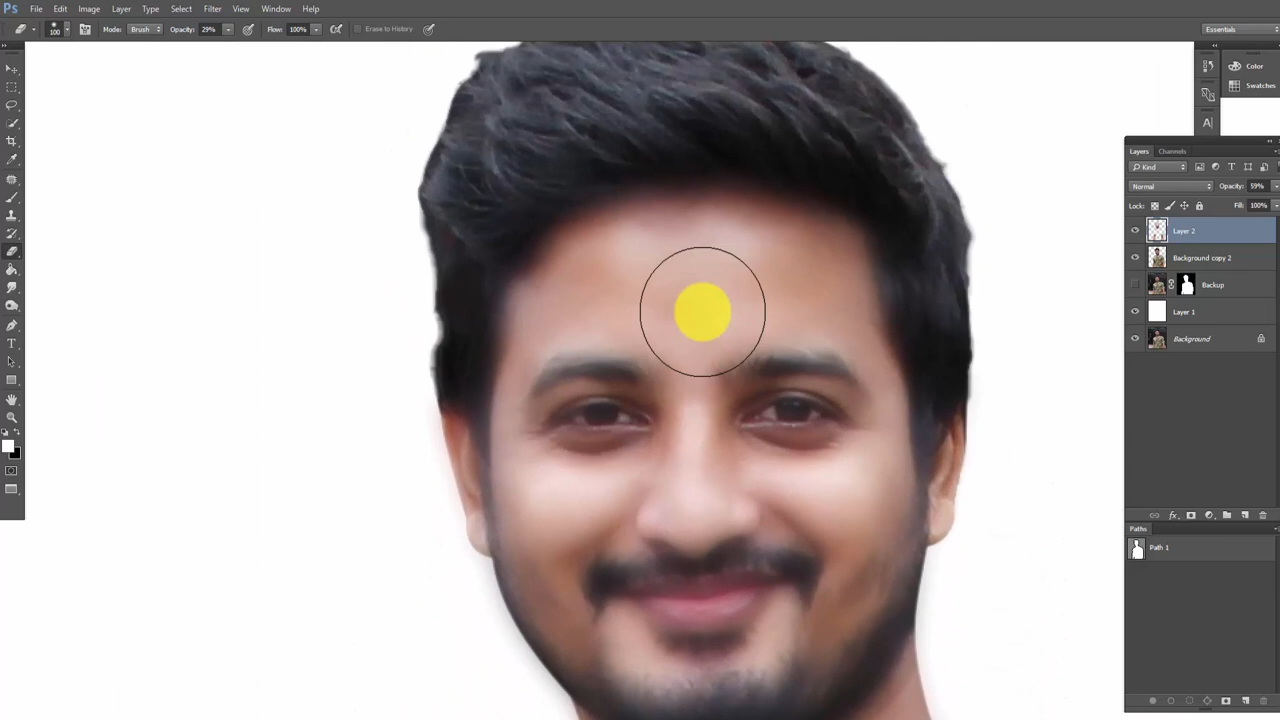 Ps File Edit Image Layer Type Select Filter View Window Help
100 Mode: Brush Opacity: 29% Flow: 100% Erase to History Essentials
Color
Swatches
A
Layers Channels
Kind T
Normal Opacity: 59%
Lock: Fill: 100%
Layer 2
Background copy 2
Backup
Layer 1
Background
fx
Paths
Path 1
T